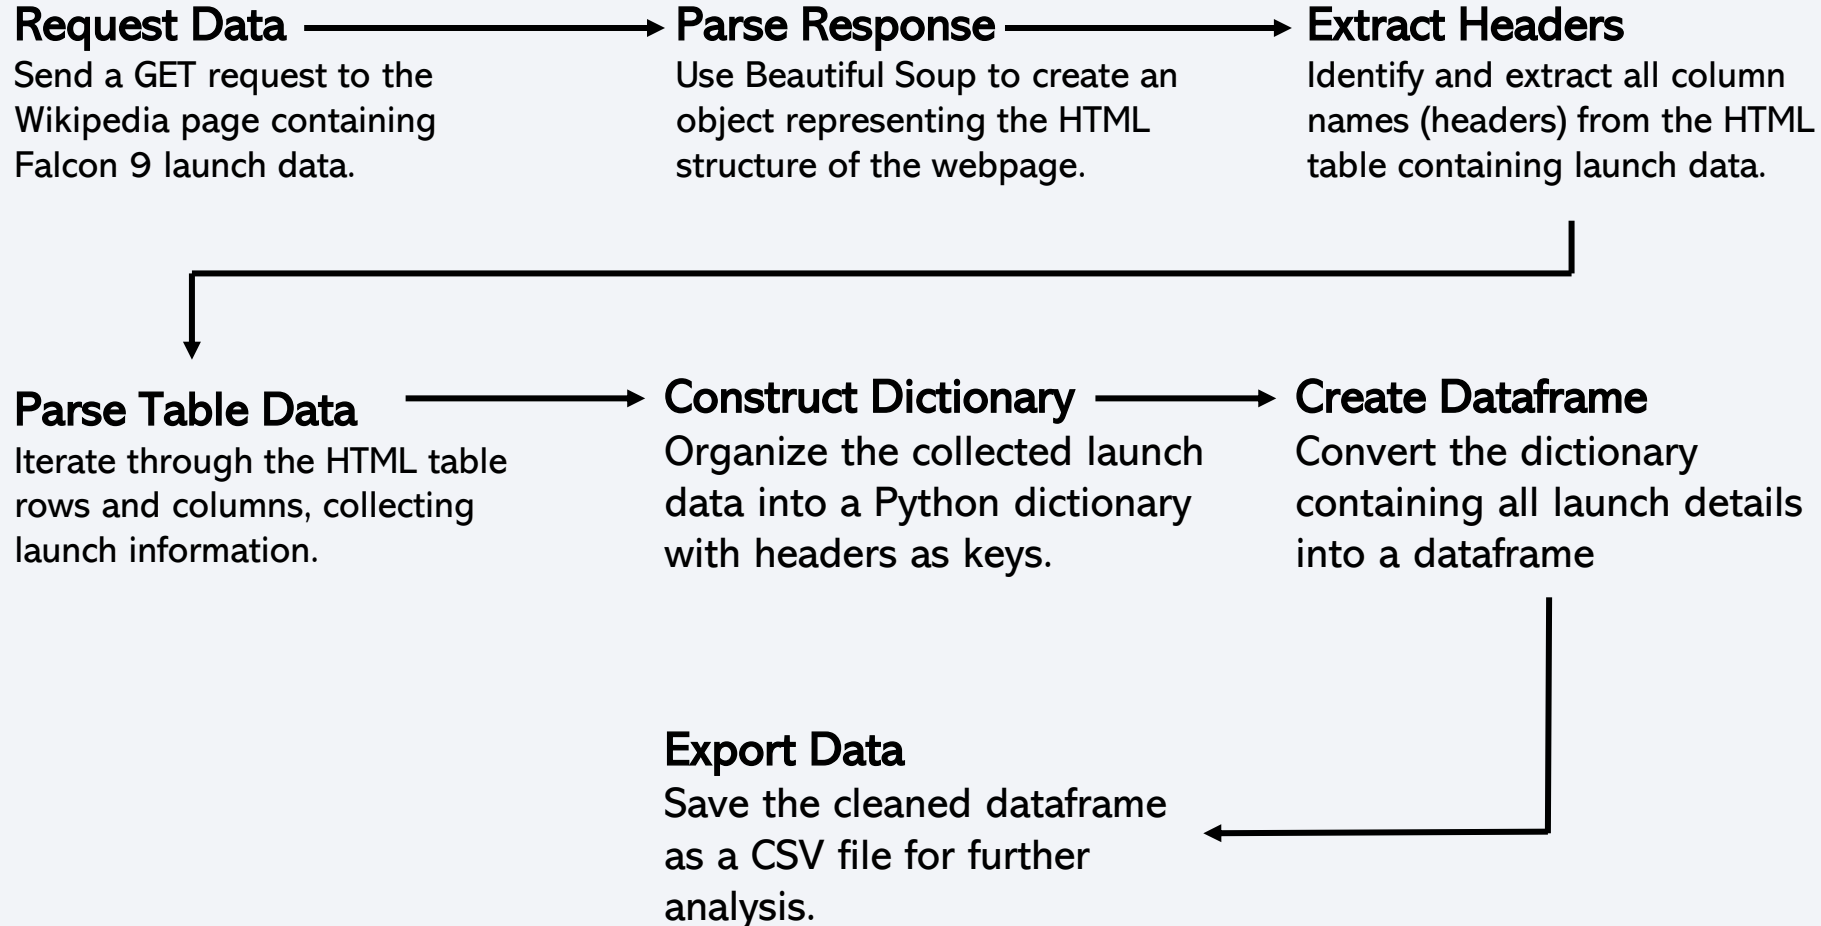 Request Data
Send a GET request to the
Wikipedia page containing
Falcon 9 launch data.
Parse Response
Use Beautiful Soup to create an
object representing the HTML
structure of the webpage.
Extract Headers
Identify and extract all column
names (headers) from the HTML
table containing launch data.
Parse Table Data
Iterate through the HTML table
rows and columns, collecting
launch information.
Construct Dictionary
Organize the collected launch
data into a Python dictionary
with headers as keys.
Create Dataframe
Convert the dictionary
containing all launch details
into a dataframe
Export Data
Save the cleaned dataframe
as a CSV file for further
analysis.